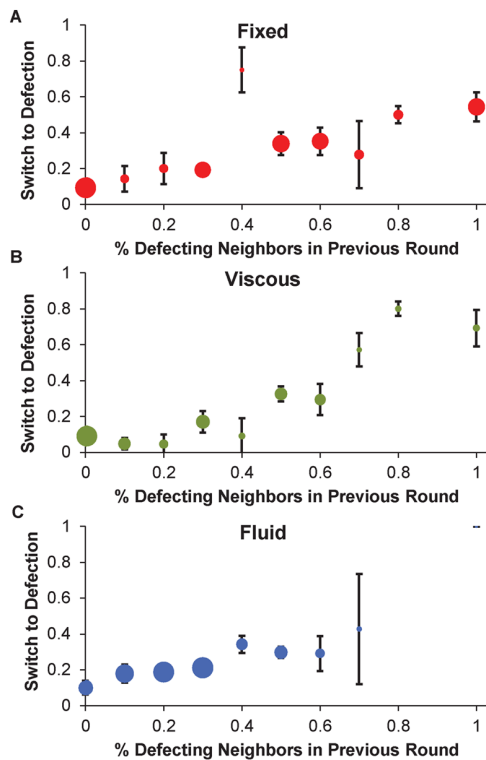 A
Fixed
1
0.8
0.6
0.4
0.2
0
Switch to Defection
0 0.2 0.4 0.6 0.8 1
% Defecting Neighbors in Previous Round
B
Viscous
1
0.8
0.6
0.4
0.2
0
Switch to Defection
0 0.2 0.4 0.6 0.8 1
% Defecting Neighbors in Previous Round
C
Fluid
1
0.8
0.6
0.4
0.2
0
Switch to Defection
0 0.2 0.4 0.6 0.8 1
% Defecting Neighbors in Previous Round